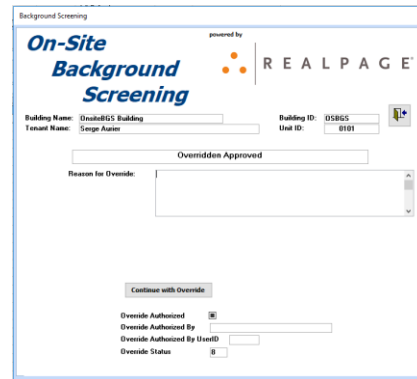 Background Screening
On-Site
Background
Screening
powered by
REALPAGE
Building Name: OnsiteBGS Building Building ID: OSBGS
Tenant Name: Serge Aurier Unit ID: 0101
Overridden Approved
Reason for Override:
Continue with Override
Override Authorized
Override Authorized By
Override Authorized By UserID
Override Status 0